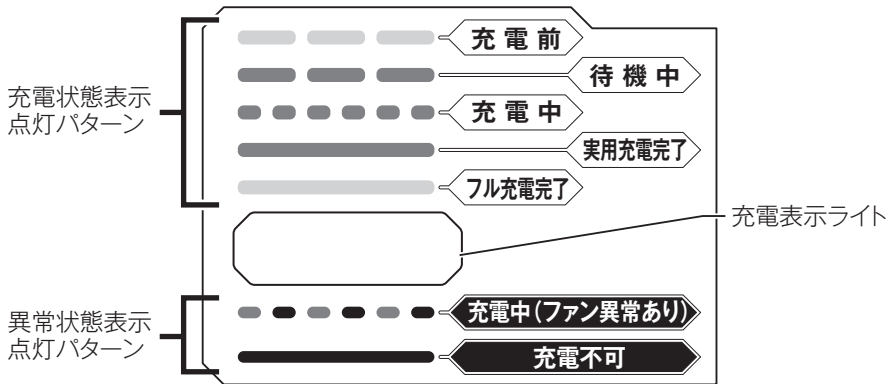 充電前
待機中
充電状態表示
点灯パターン
充電中
実用充電完了
フル充電完了
充電表示ライト
異常状態表示
点灯パターン
充電中(ファン異常あり)
充電不可